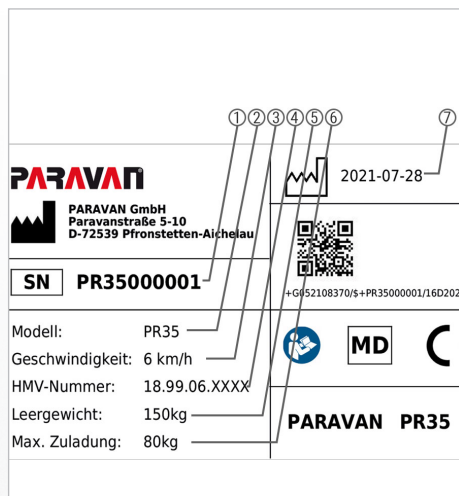 ① ② ③ ④ ⑤ ⑥ ⑦
PARAVAN
PARAVAN GmbH
Paravanstraße 5-10
D-72539 Pfronstetten-Aichelau
SN PR35000001
Modell: PR35
Geschwindigkeit: 6 km/h
HMV-Nummer: 18.99.06.XXXX
Leergewicht: 150kg
Max. Zuladung: 80kg
2021-07-28
+G052108370/$+PR35000001/16D202
MD
PARAVAN PR35